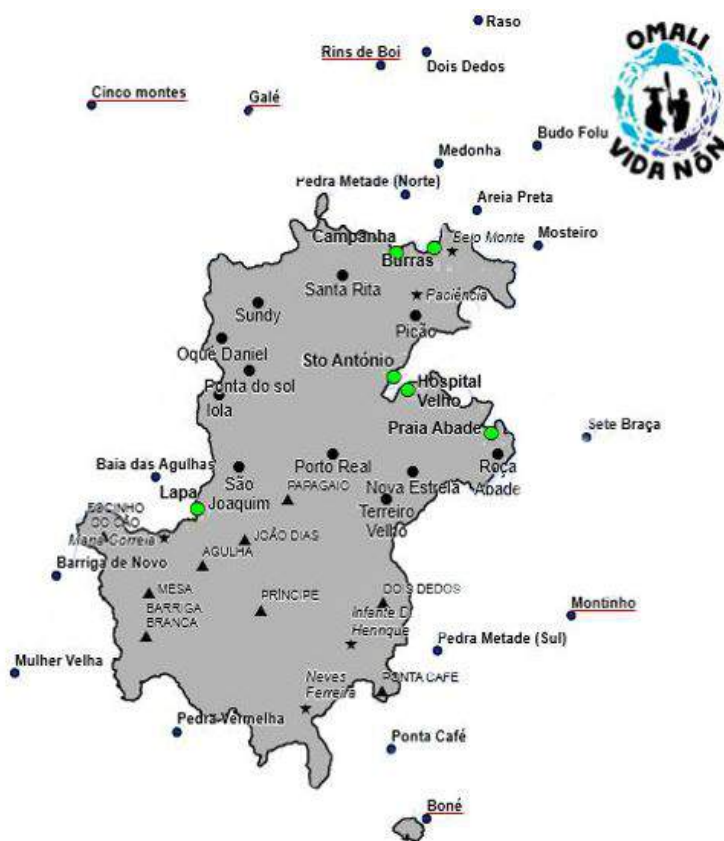 Raso
OMALI
VIDA NÔN
Rins de Boi
Dois Dedos
Cinco montes
Galé
Budo Folu
Medonha
Pedra Metade (Norte)
Areia Preta
Campanha
Belo Monte
Mosteiro
Burras
Santa Rita
Paciência
Sundy
Picão
Oquê Daniel
Sto António
Ponta do sol
Hospital
Velho
Iola
Praia Abade
Sete Braça
Baia das Agulhas
São
Joaquim
Porto Real
Nova Estrela
Roça
Abade
Lapa
PAPAGAIO
Terreiro
Velho
FOCINHO
DO CÃO
Maria Correia
JOÃO DIAS
AGULHA
Barriga de Novo
MESA
BARRIGA
BRANCA
PRÍNCIPE
DOIS DEDOS
Infante D.
Henrique
Montinho
Pedra Metade (Sul)
Mulher Velha
Neves
Ferreira
PONTA CAFE
Pedra Vermelha
Ponta Café
Boné